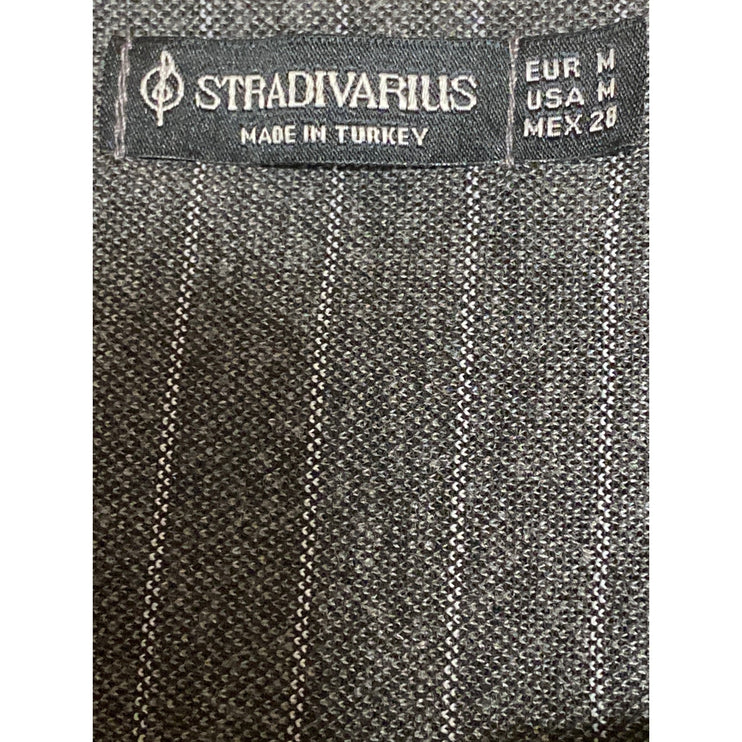 STRADIVARIUS
MADE IN TURKEY
EUR M
USA M
MEX 28